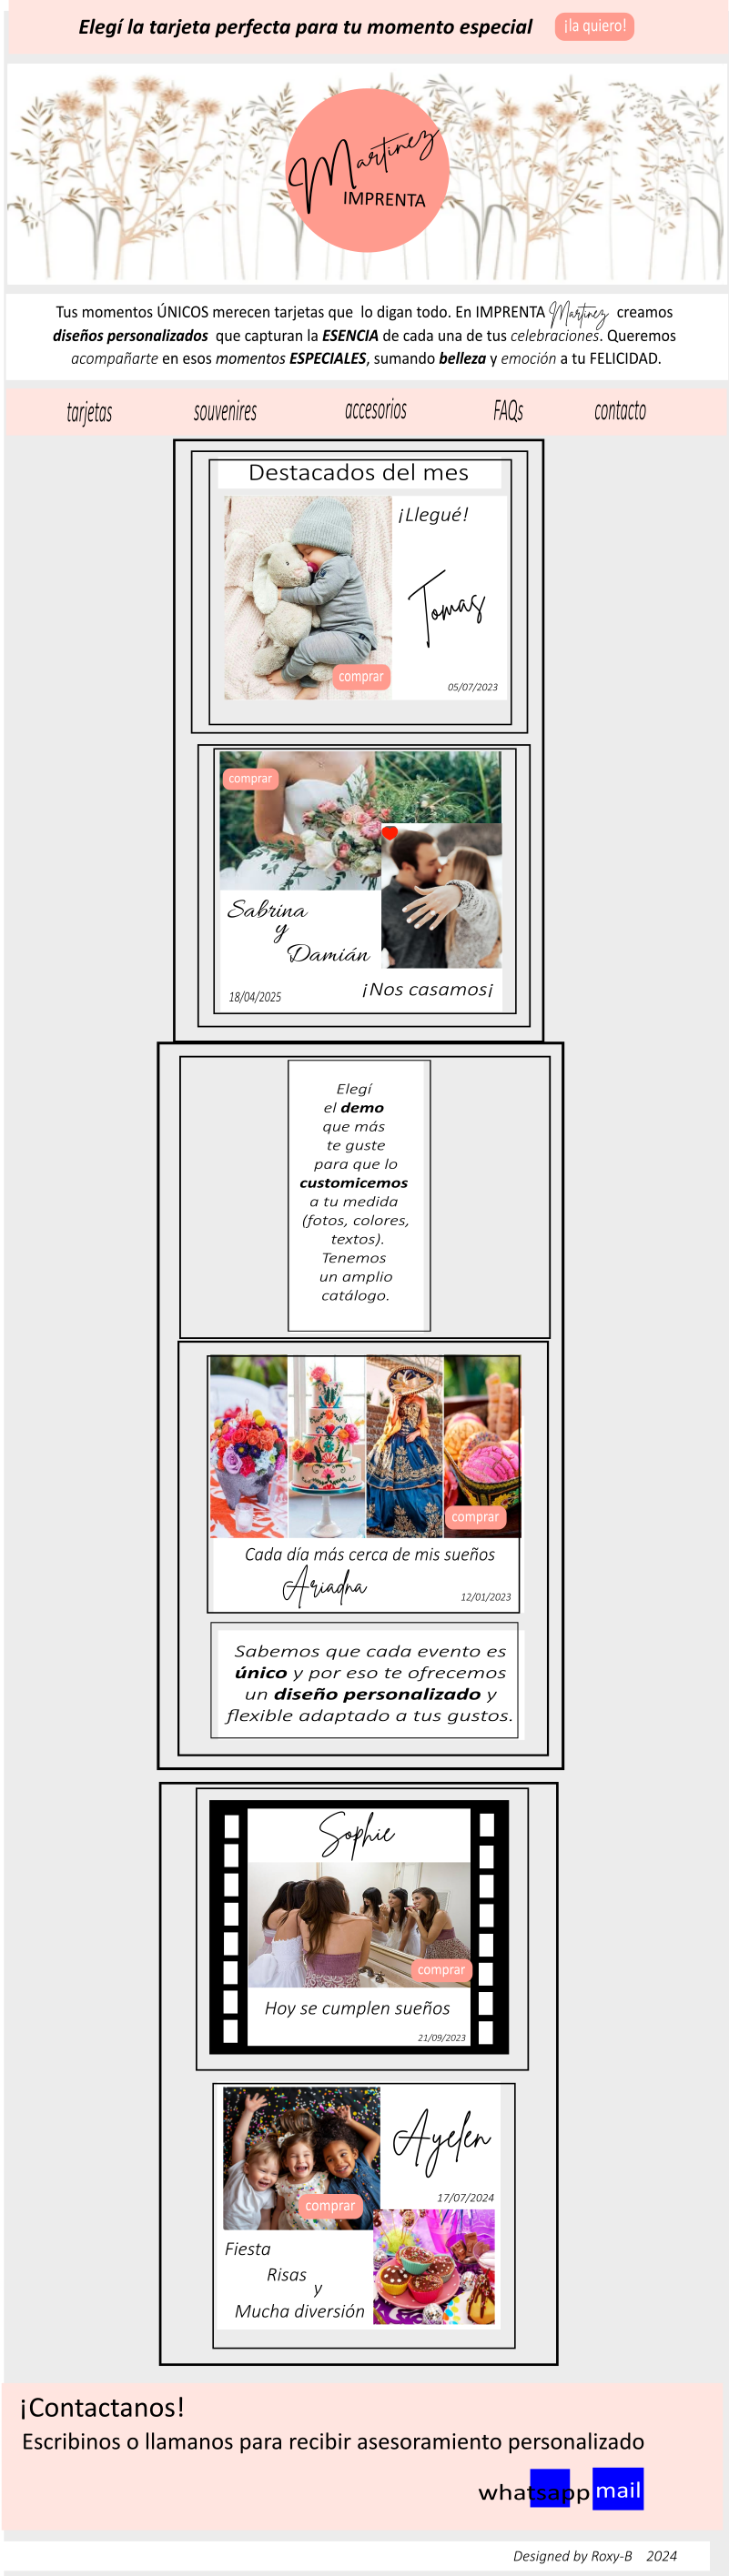 Elegí la tarjeta perfecta para tu momento especial
¡la quiero!
Martinez
IMPRENTA
Tus momentos ÚNICOS merecen tarjetas que lo digan todo. En IMPRENTA Martinez creamos
diseños personalizados que capturan la ESENCIA de cada una de tus celebraciones. Queremos
acompañarte en esos momentos ESPECIALES, sumando belleza y emoción a tu FELICIDAD.
tarjetas souvenires accesorios FAQs contacto
Destacados del mes
¡Llegué!
Tomas
comprar
05/07/2023
comprar
Sabrina
y
Damián
18/04/2025
¡Nos casamos¡
Elegí
el demo
que más
te guste
para que lo
customicemos
a tu medida
(fotos, colores,
textos).
Tenemos
un amplio
catálogo.
comprar
Cada día más cerca de mis sueños
Ariadna
12/01/2023
Sabemos que cada evento es
único y por eso te ofrecemos
un diseño personalizado y
flexible adaptado a tus gustos.
Sophie
comprar
Hoy se cumplen sueños
21/09/2023
Ayelen
17/07/2024
comprar
Fiesta
Risas
y
Mucha diversión
¡Contactanos!
Escribinos o llamanos para recibir asesoramiento personalizado
whatsapp mail
Designed by Roxy-B 2024